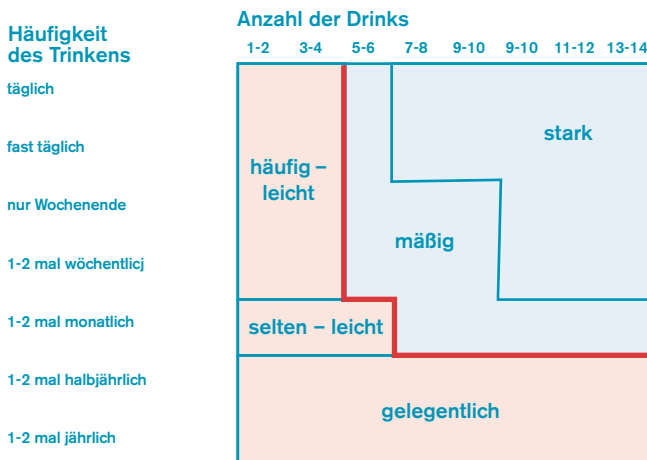 Anzahl der Drinks
Häufigkeit
des Trinkens
1-2 3-4 5-6 7-8 9-10 9-10 11-12 13-14
täglich
stark
fast täglich
häufig –
leicht
nur Wochenende
mäßig
1-2 mal wöchentlicj
1-2 mal monatlich
selten – leicht
1-2 mal halbjährlich
gelegentlich
1-2 mal jährlich